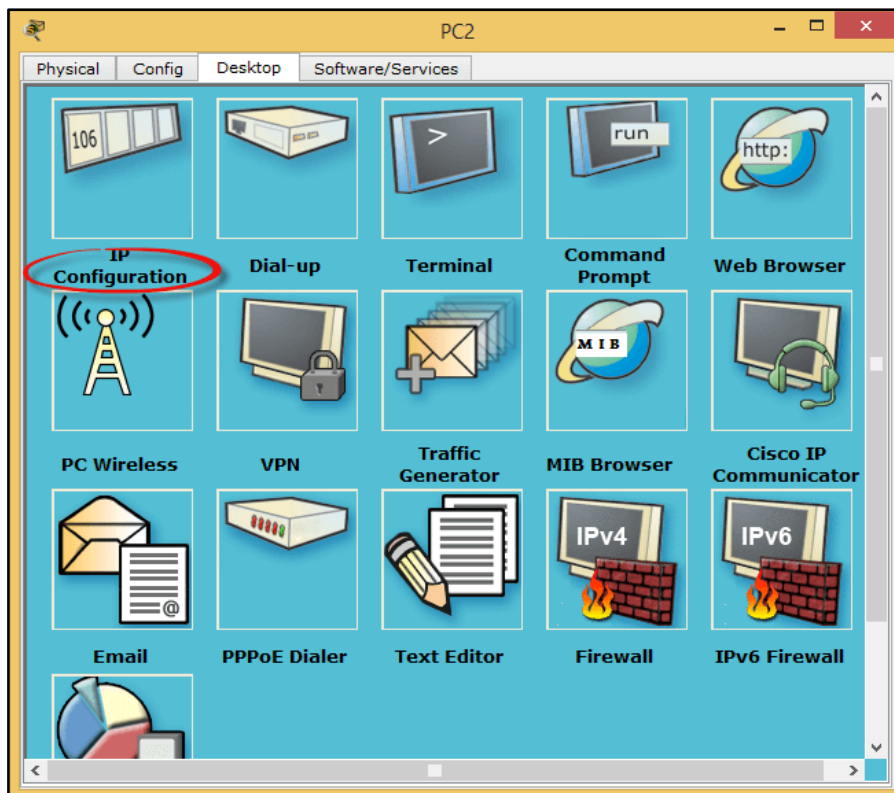 PC2
Physical Config Desktop Software/Services
106
>
run
http:
IP
Configuration
Dial-up
Terminal
Command
Prompt
Web Browser
MIB
PC Wireless
VPN
Traffic
Generator
MIB Browser
Cisco IP
Communicator
@
IPv4
IPv6
Email
PPPoE Dialer
Text Editor
Firewall
IPv6 Firewall